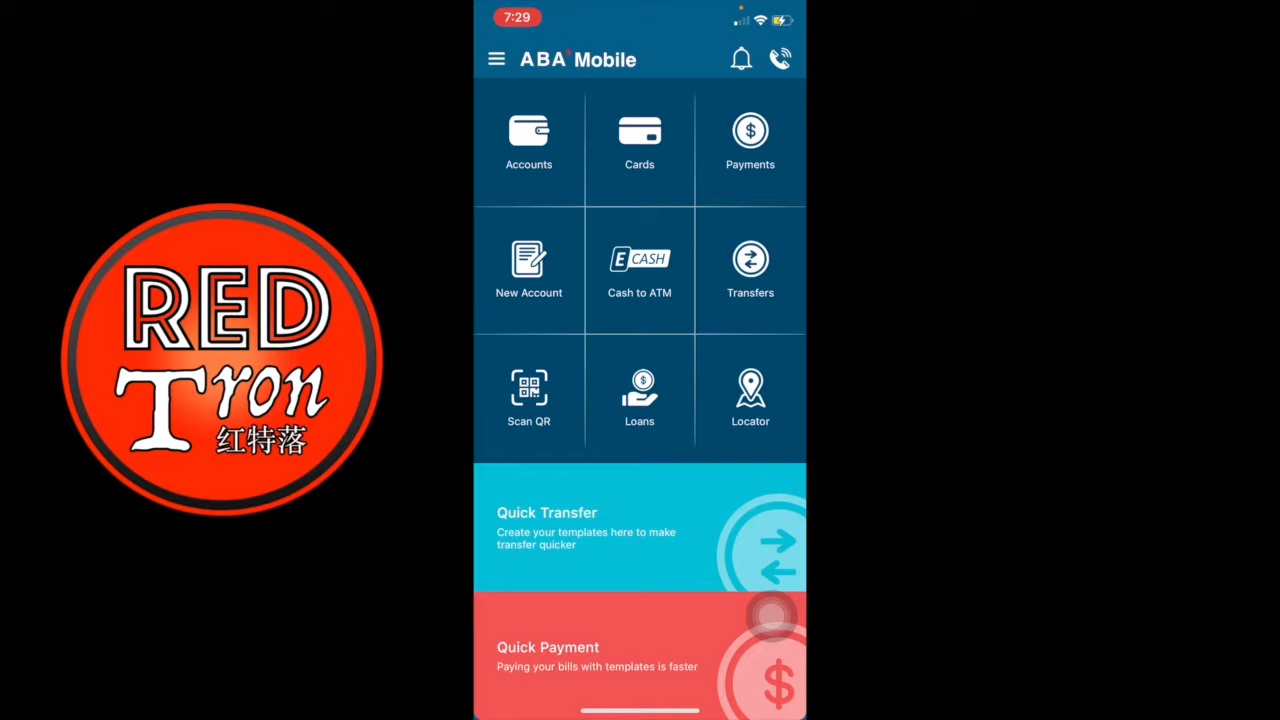 RED
Tron
红特落
7:29
ABA* Mobile
Accounts
Cards
Payments
New Account
E CASH
Cash to ATM
Transfers
Scan QR
Loans
Locator
Quick Transfer
Create your templates here to make
transfer quicker
Quick Payment
Paying your bills with templates is faster